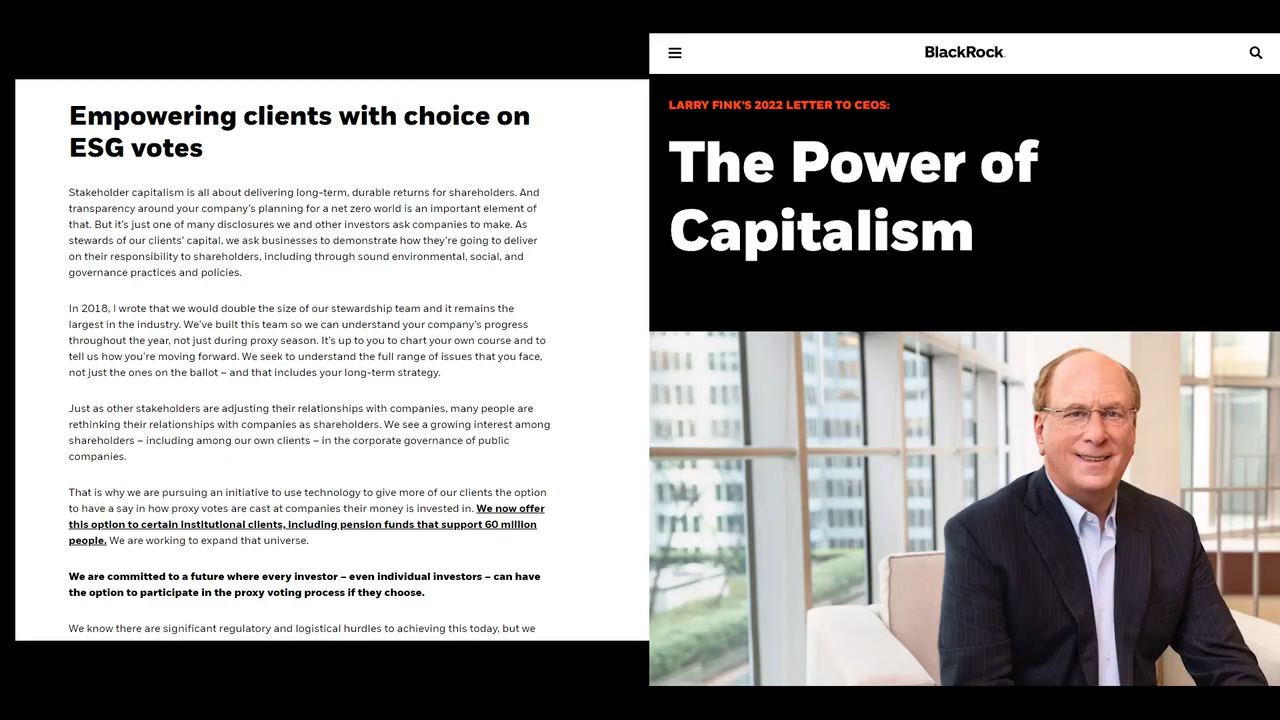 Empowering clients with choice on
ESG votes
Stakeholder capitalism is all about delivering long-term, durable returns for shareholders. And
transparency around your company's planning for a net zero world is an important element of
that. But it's just one of many disclosures we and other investors ask companies to make. As
stewards of our clients' capital, we ask businesses to demonstrate how they're going to deliver
on their responsibility to shareholders, including through sound environmental, social, and
governance practices and policies.
In 2018, I wrote that we would double the size of our stewardship team and it remains the
largest in the industry. We've built this team so we can understand your company's progress
throughout the year, not just during proxy season. It's up to you to chart your own course and to
tell us how you're moving forward. We seek to understand the full range of issues that you face,
not just the ones on the ballot – and that includes your long-term strategy.
Just as other stakeholders are adjusting their relationships with companies, many people are
rethinking their relationships with companies as shareholders. We see a growing interest among
shareholders – including among our own clients – in the corporate governance of public
companies.
That is why we are pursuing an initiative to use technology to give more of our clients the option
to have a say in how proxy votes are cast at companies their money is invested in. We now offer
this option to certain institutional clients, including pension funds that support 60 million
people. We are working to expand that universe.
We are committed to a future where every investor – even individual investors – can have
the option to participate in the proxy voting process if they choose.
We know there are significant regulatory and logistical hurdles to achieving this today, but we
BlackRock.
LARRY FINK'S 2022 LETTER TO CEOS:
The Power of
Capitalism